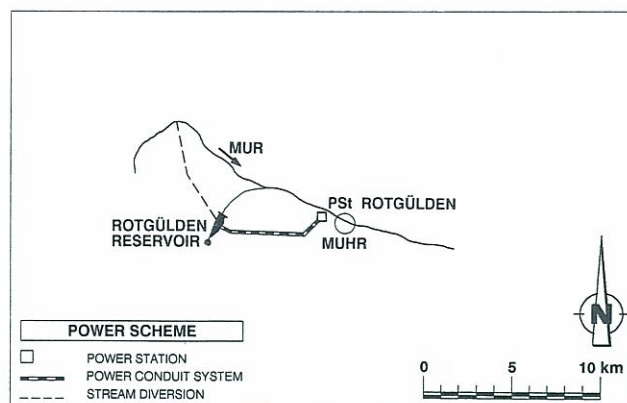 MUR
PSt ROTGÜLDEN
ROTGÜLDEN
RESERVOIR
MUHR
POWER SCHEME
POWER STATION
POWER CONDUIT SYSTEM
STREAM DIVERSION
N
0 5 10 km